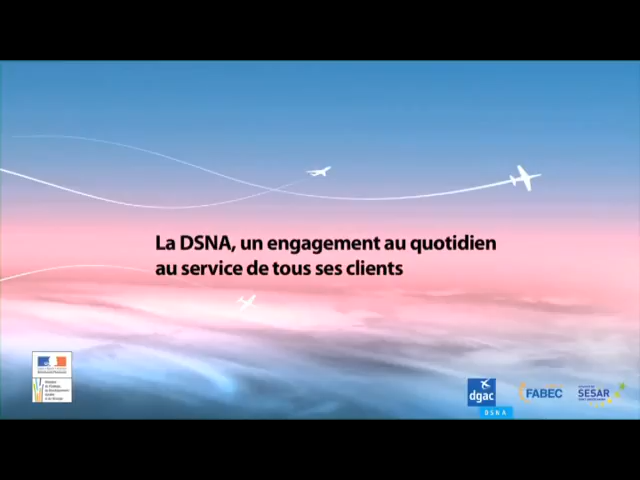 La DSNA, un engagement au quotidien
au service de tous ses clients
dgac
DSNA
FABEC
SESAR